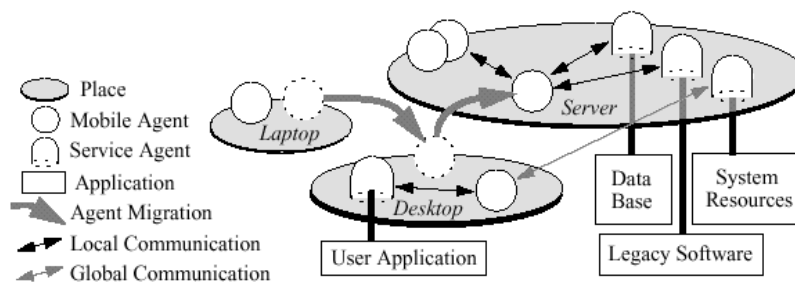 Place
Mobile Agent
Service Agent
Application
Agent Migration
Local Communication
Global Communication
Laptop
Desktop
Server
User Application
Data
Base
System
Resources
Legacy Software